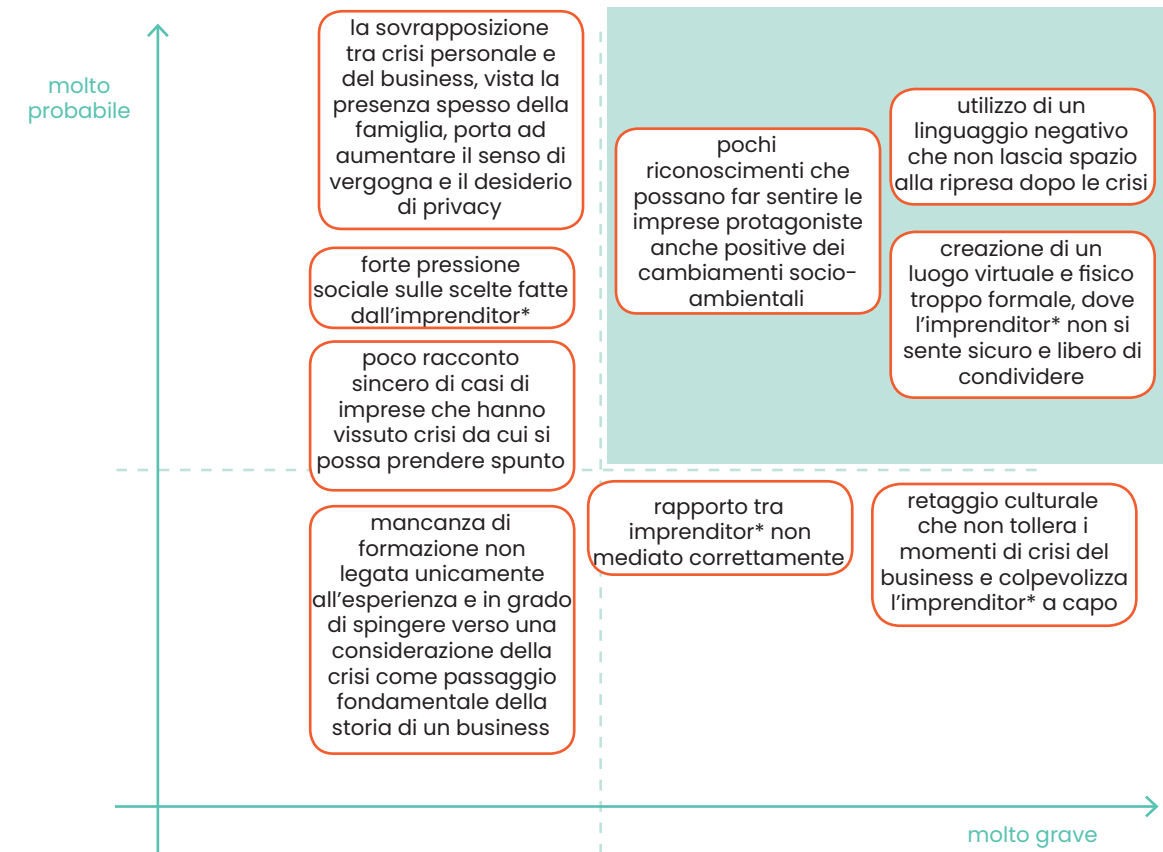 molto
probabile
la sovrapposizione
tra crisi personale e
del business, vista la
presenza spesso della
famiglia, porta ad
aumentare il senso di
vergogna e il desiderio
di privacy
forte pressione
sociale sulle scelte fatte
dall'imprenditor*
poco racconto
sincero di casi di
imprese che hanno
vissuto crisi da cui si
possa prendere spunto
mancanza di
formazione non
legata unicamente
all'esperienza e in grado
di spingere verso una
considerazione della
crisi come passaggio
fondamentale della
storia di un business
pochi
riconoscimenti che
possano far sentire le
imprese protagoniste
anche positive dei
cambiamenti socio-
ambientali
utilizzo di un
linguaggio negativo
che non lascia spazio
alla ripresa dopo le crisi
creazione di un
luogo virtuale e fisico
troppo formale, dove
l'imprenditor* non si
sente sicuro e libero di
condividere
rapporto tra
imprenditor* non
mediato correttamente
retaggio culturale
che non tollera i
momenti di crisi del
business e colpevolizza
l'imprenditor* a capo
molto grave